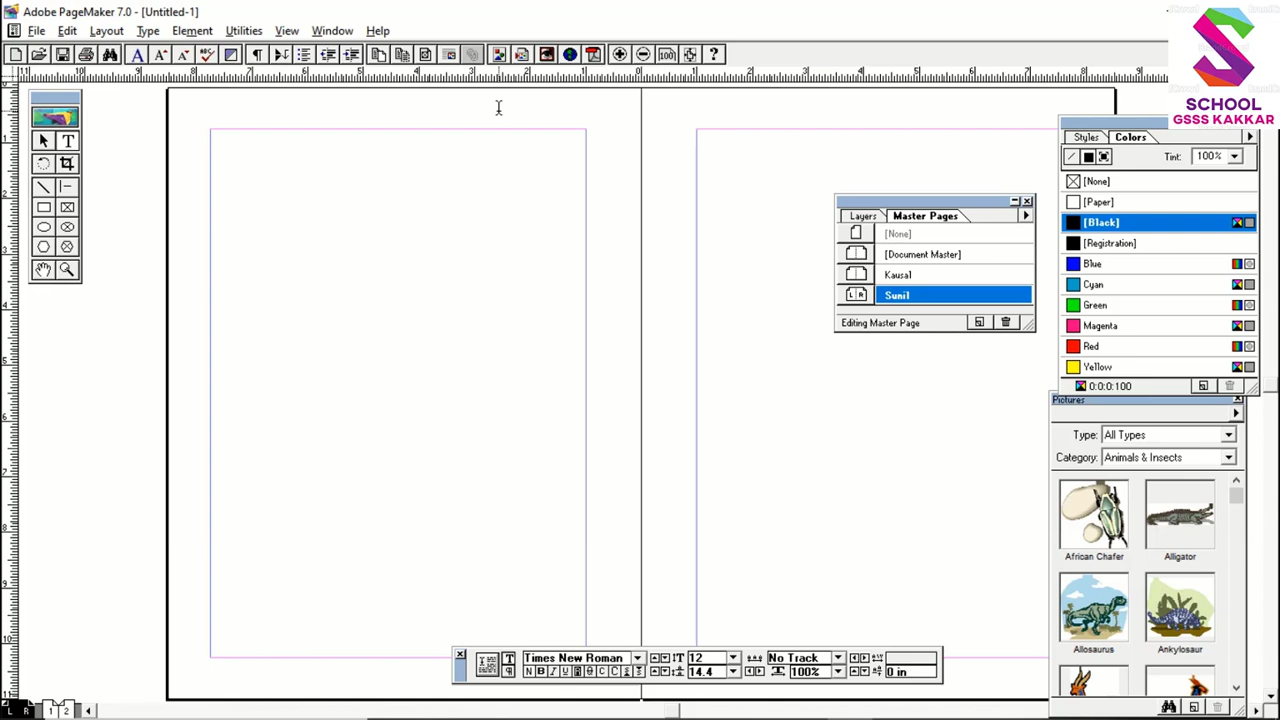 Adobe PageMaker 7.0 - [Untitled-1]
File Edit Layout Type Element Utilities View Window Help
SCHOOL
GSSS KAKKAR
Styles Colors
Tint: 100%
[None]
[Paper]
[Black]
[Registration]
Blue
Cyan
Green
Magenta
Red
Yellow
0:0:0:100
Layers Master Pages
[None]
[Document Master]
Kausal
L R Sunil
Editing Master Page
Pictures
Type: All Types
Category: Animals & Insects
African Chafer Alligator
Allosaurus Ankylosaur
Times New Roman 12 No Track
N B I U 14.4 100% 0 in
L R 1 2